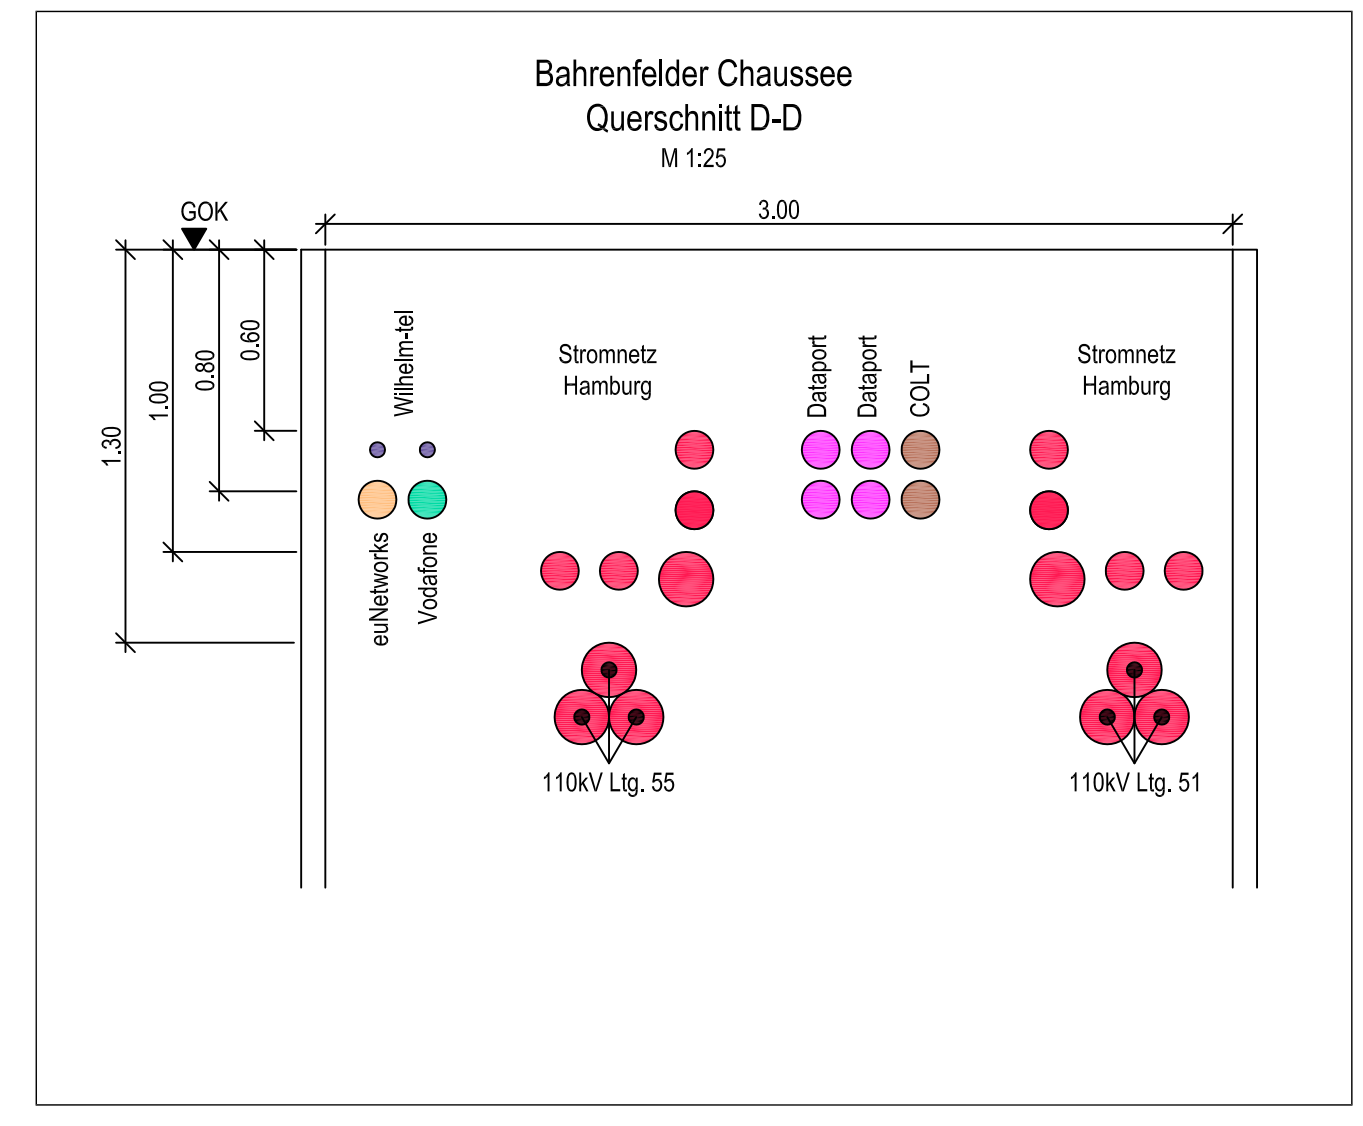 Bahrenfelder Chaussee
Querschnitt D-D
M 1:25
GOK
3.00
1.30
1.00
0.80
0.60
Wilhelm-tel
Stromnetz
Hamburg
Dataport
Dataport
COLT
Stromnetz
Hamburg
euNetworks
Vodafone
110kV Ltg. 55
110kV Ltg. 51